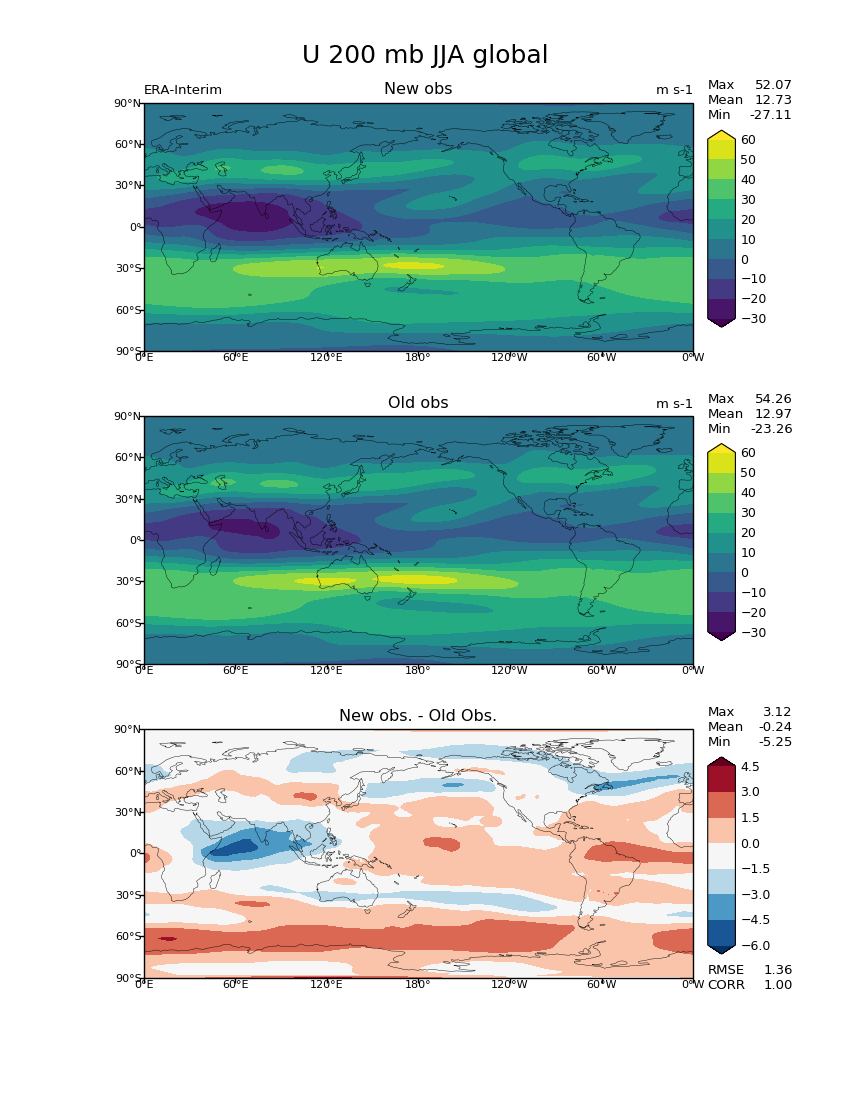 U 200 mb JJA global
ERA-Interim New obs m s-1
Max 52.07
Mean 12.73
Min -27.11
90°N
60°N
30°N
0°
30°S
60°S
90°S
0°E 60°E 120°E 180° 120°W 60°W 0°W
60
50
40
30
20
10
0
−10
−20
−30
Old obs m s-1
Max 54.26
Mean 12.97
Min -23.26
90°N
60°N
30°N
0°
30°S
60°S
90°S
0°E 60°E 120°E 180° 120°W 60°W 0°W
60
50
40
30
20
10
0
−10
−20
−30
New obs. - Old Obs.
Max 3.12
Mean -0.24
Min -5.25
90°N
60°N
30°N
0°
30°S
60°S
90°S
0°E 60°E 120°E 180° 120°W 60°W 0°W
4.5
3.0
1.5
0.0
−1.5
−3.0
−4.5
−6.0
RMSE 1.36
CORR 1.00